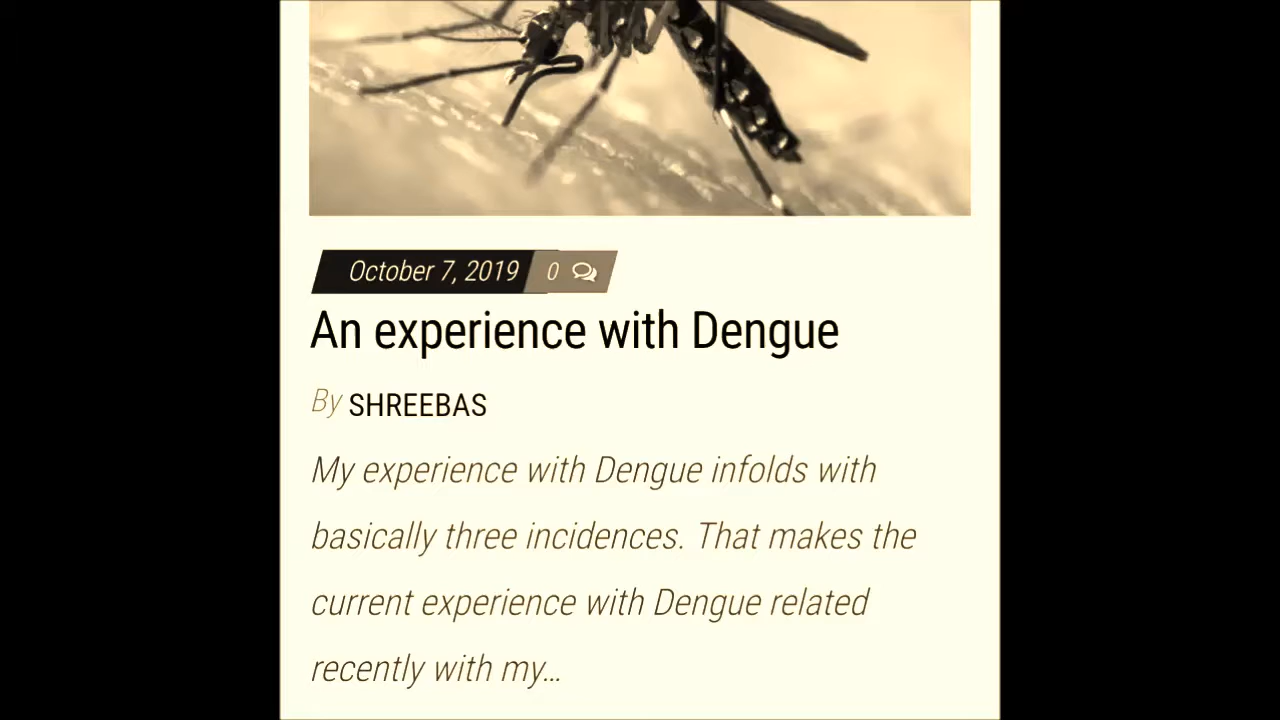 October 7, 2019 0
An experience with Dengue
By SHREEBAS
My experience with Dengue infolds with
basically three incidences. That makes the
current experience with Dengue related
recently with my...